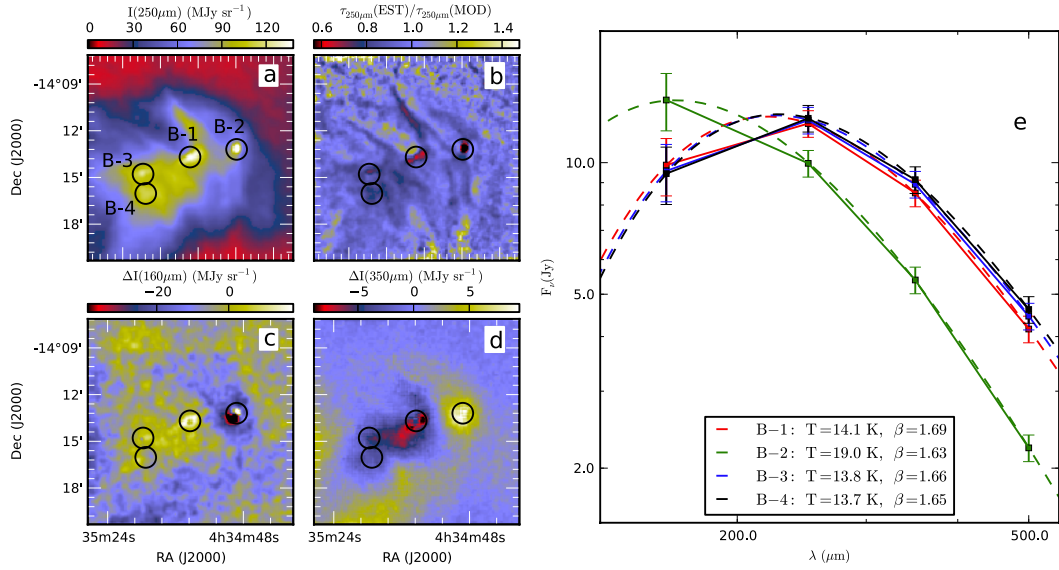 I(250μm) MJy sr⁻¹
0 40 80 120
τ₂₅₀μm(EST)/τ₂₅₀μm(MOD)
0.6 0.8 1.0 1.2 1.4
a
B-1
B-2
B-3
B-4
-14°09'
12'
15'
18'
Dec (J2000)
b
ΔI(160μm) (MJy sr⁻¹)
−20 0
ΔI(350μm) (MJy sr⁻¹)
−5 0 5
c
-14°09'
12'
15'
18'
Dec (J2000)
35m24s 4h34m48s
RA (J2000)
d
35m24s 4h34m48s
RA (J2000)
e
10.0
5.0
2.0
F_ν(Jy)
B−1: T=14.1 K, β=1.69
B−2: T=19.0 K, β=1.63
B−3: T=13.8 K, β=1.66
B−4: T=13.7 K, β=1.65
200.0 500.0
λ (μm)